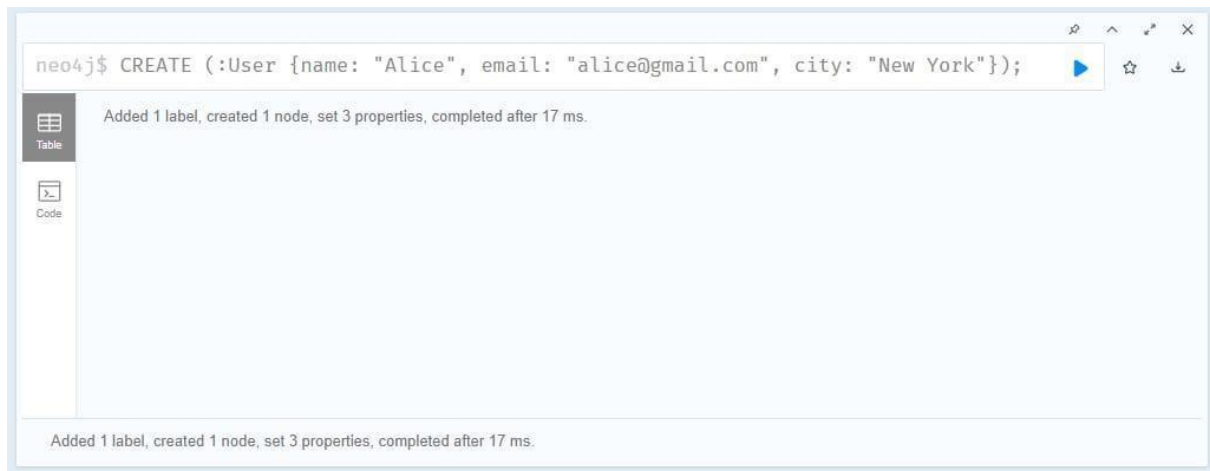 neo4j$ CREATE (:User {name: "Alice", email: "alice@gmail.com", city: "New York"});
Added 1 label, created 1 node, set 3 properties, completed after 17 ms.
Table
Code
Added 1 label, created 1 node, set 3 properties, completed after 17 ms.